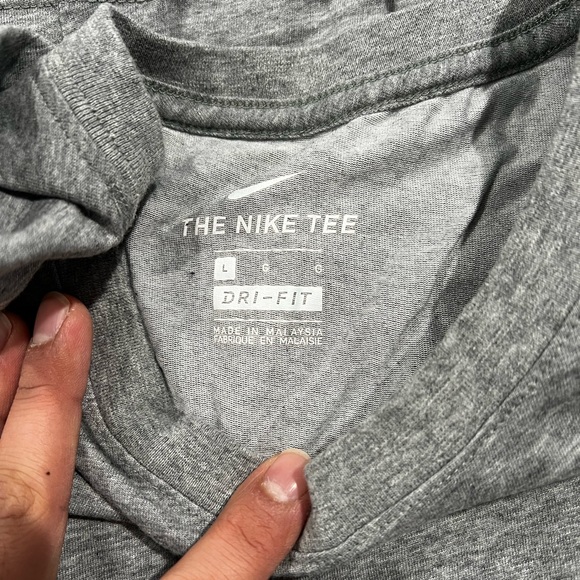 THE NIKE TEE
L G G
DRI-FIT
MADE IN MALAYSIA
FABRIQUE EN MALAISIE